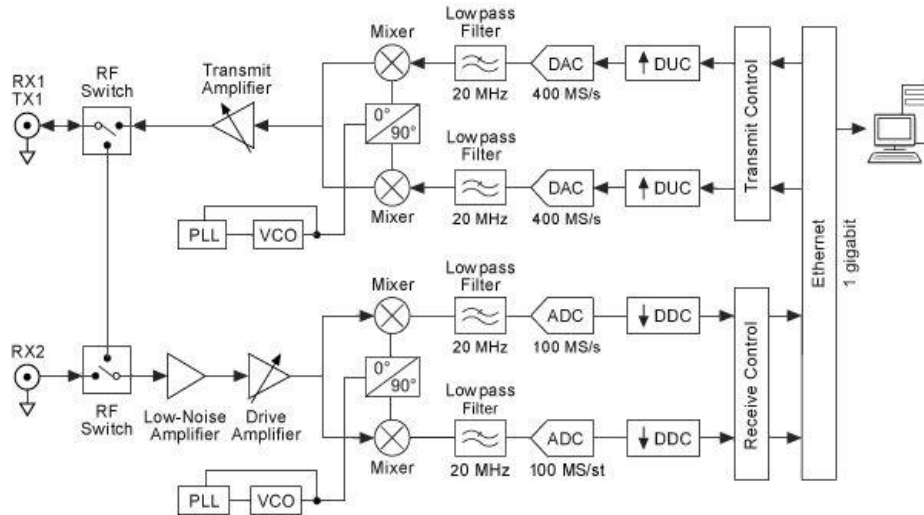 RX1
TX1
RF
Switch
Transmit
Amplifier
Mixer
Lowpass
Filter
20 MHz
DAC
400 MS/s
DUC
0°
90°
Mixer
Lowpass
Filter
20 MHz
DAC
400 MS/s
DUC
Transmit Control
PLL
VCO
Ethernet
1 gigabit
RX2
RF
Switch
Low-Noise
Amplifier
Drive
Amplifier
Mixer
Lowpass
Filter
20 MHz
ADC
100 MS/s
DDC
0°
90°
Mixer
Lowpass
Filter
20 MHz
ADC
100 MS/st
DDC
Receive Control
PLL
VCO